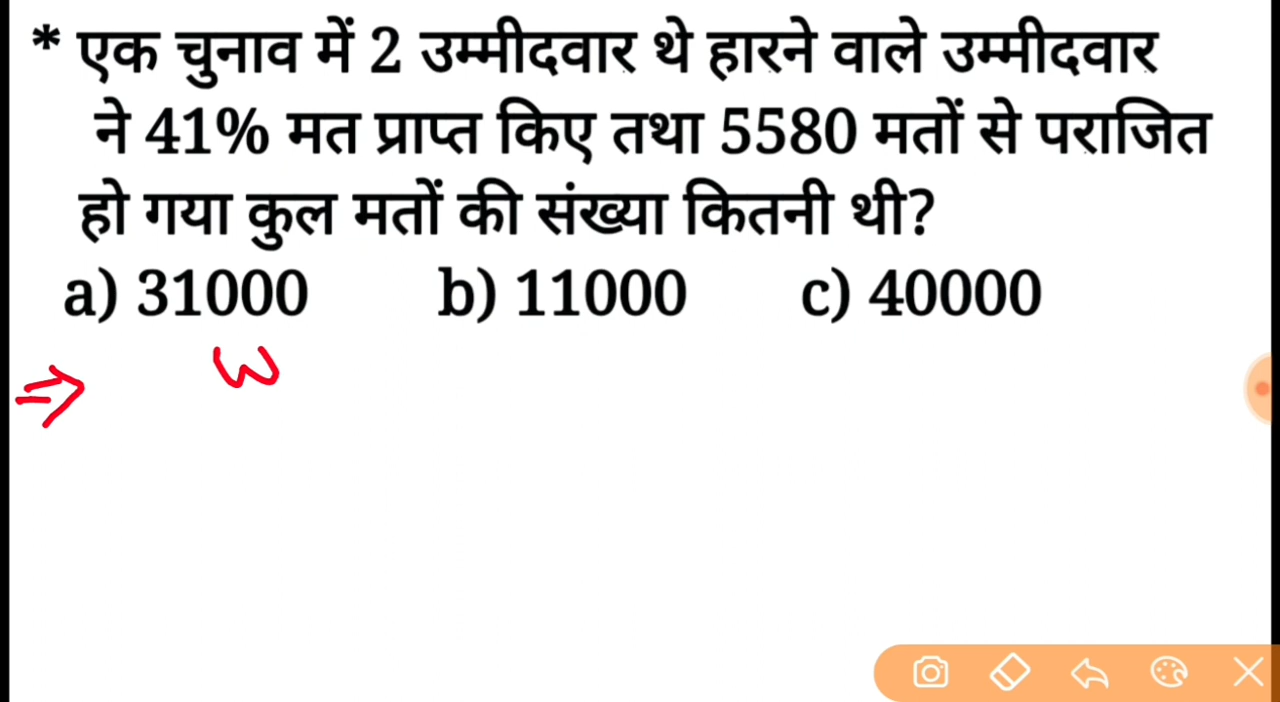 * एक चुनाव में 2 उम्मीदवार थे हारने वाले उम्मीदवार
ने 41% मत प्राप्त किए तथा 5580 मतों से पराजित
हो गया कुल मतों की संख्या कितनी थी?
a) 31000 b) 11000 c) 40000
⇒ W